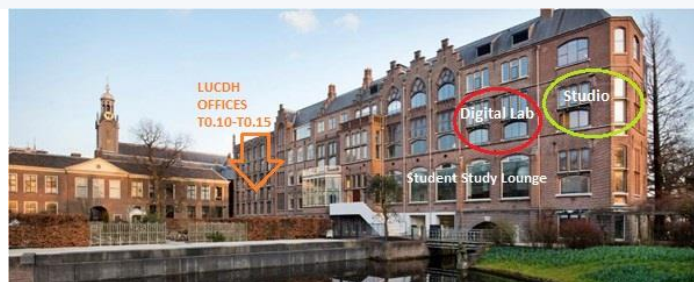 LUCDH
OFFICES
T0.10-T0.15
Digital Lab
Studio
Student Study Lounge